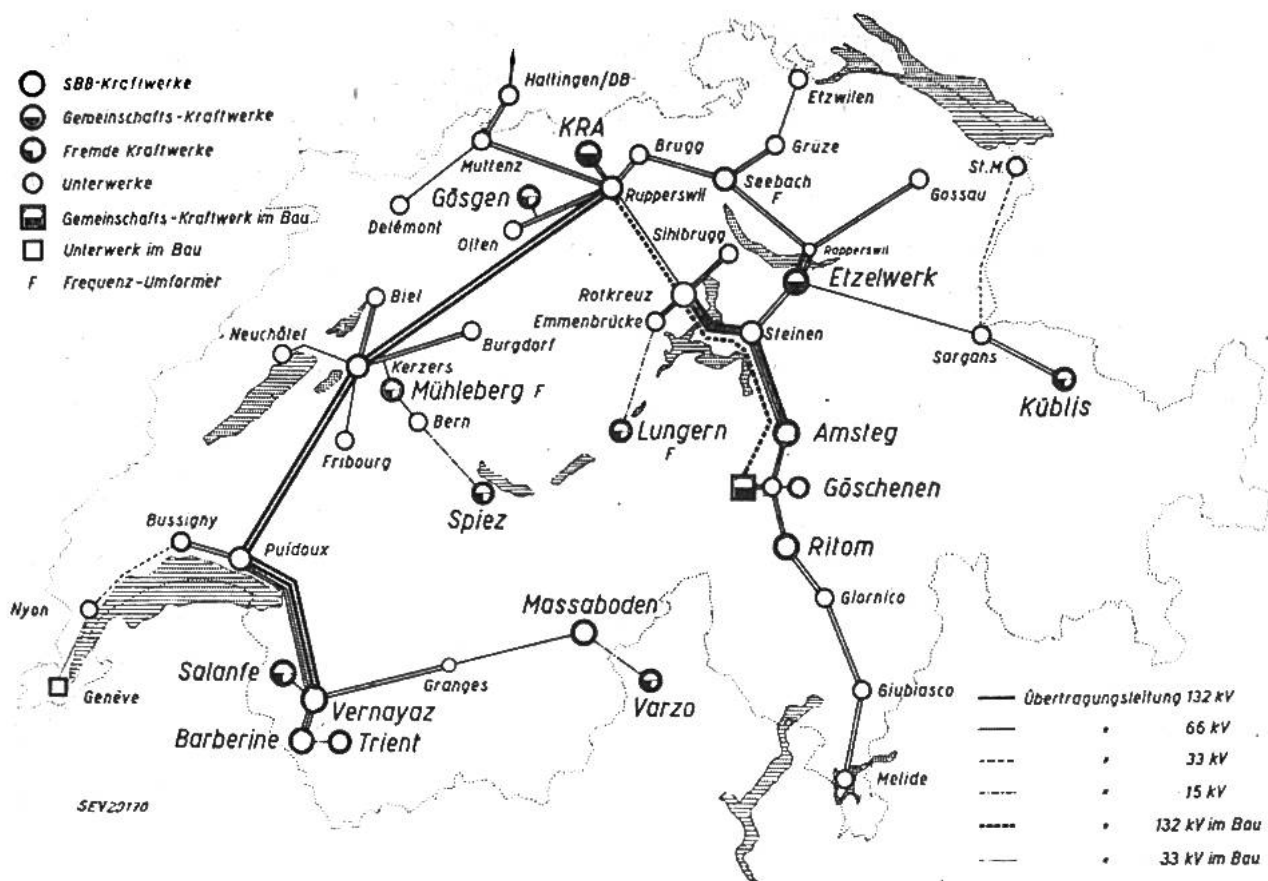 SBB-Kraftwerke
Gemeinschafts-Kraftwerke
Fremde Kraftwerke
Unterwerke
Gemeinschafts-Kraftwerk im Bau
Unterwerk im Bau
F Frequenz-Umformer
Haltingen/DB
Etzwilen
KRA
Brugg
Grüze
Muttenz
St.M.
Gösgen
Rupperswil
Seebach
F
Gossau
Delémont
Olten
Sihlbrugg
Rapperswil
Etzelwerk
Biel
Rotkreuz
Neuchâtel
Emmenbrücke
Steinen
Burgdorf
Sargans
Kerzers
Mühleberg F
Küblis
Bern
Lungern
F
Amsteg
Fribourg
Göschenen
Spiez
Bussigny
Puidoux
Ritom
Nyon
Giornico
Massaboden
Salanfe
Granges
Genève
Varzo
Giubiasco
Vernayaz
Barberine
Trient
Melide
Übertragungsleitung 132 kV
" 66 kV
" 33 kV
" 15 kV
" 132 kV im Bau
" 33 kV im Bau
SEV 20170